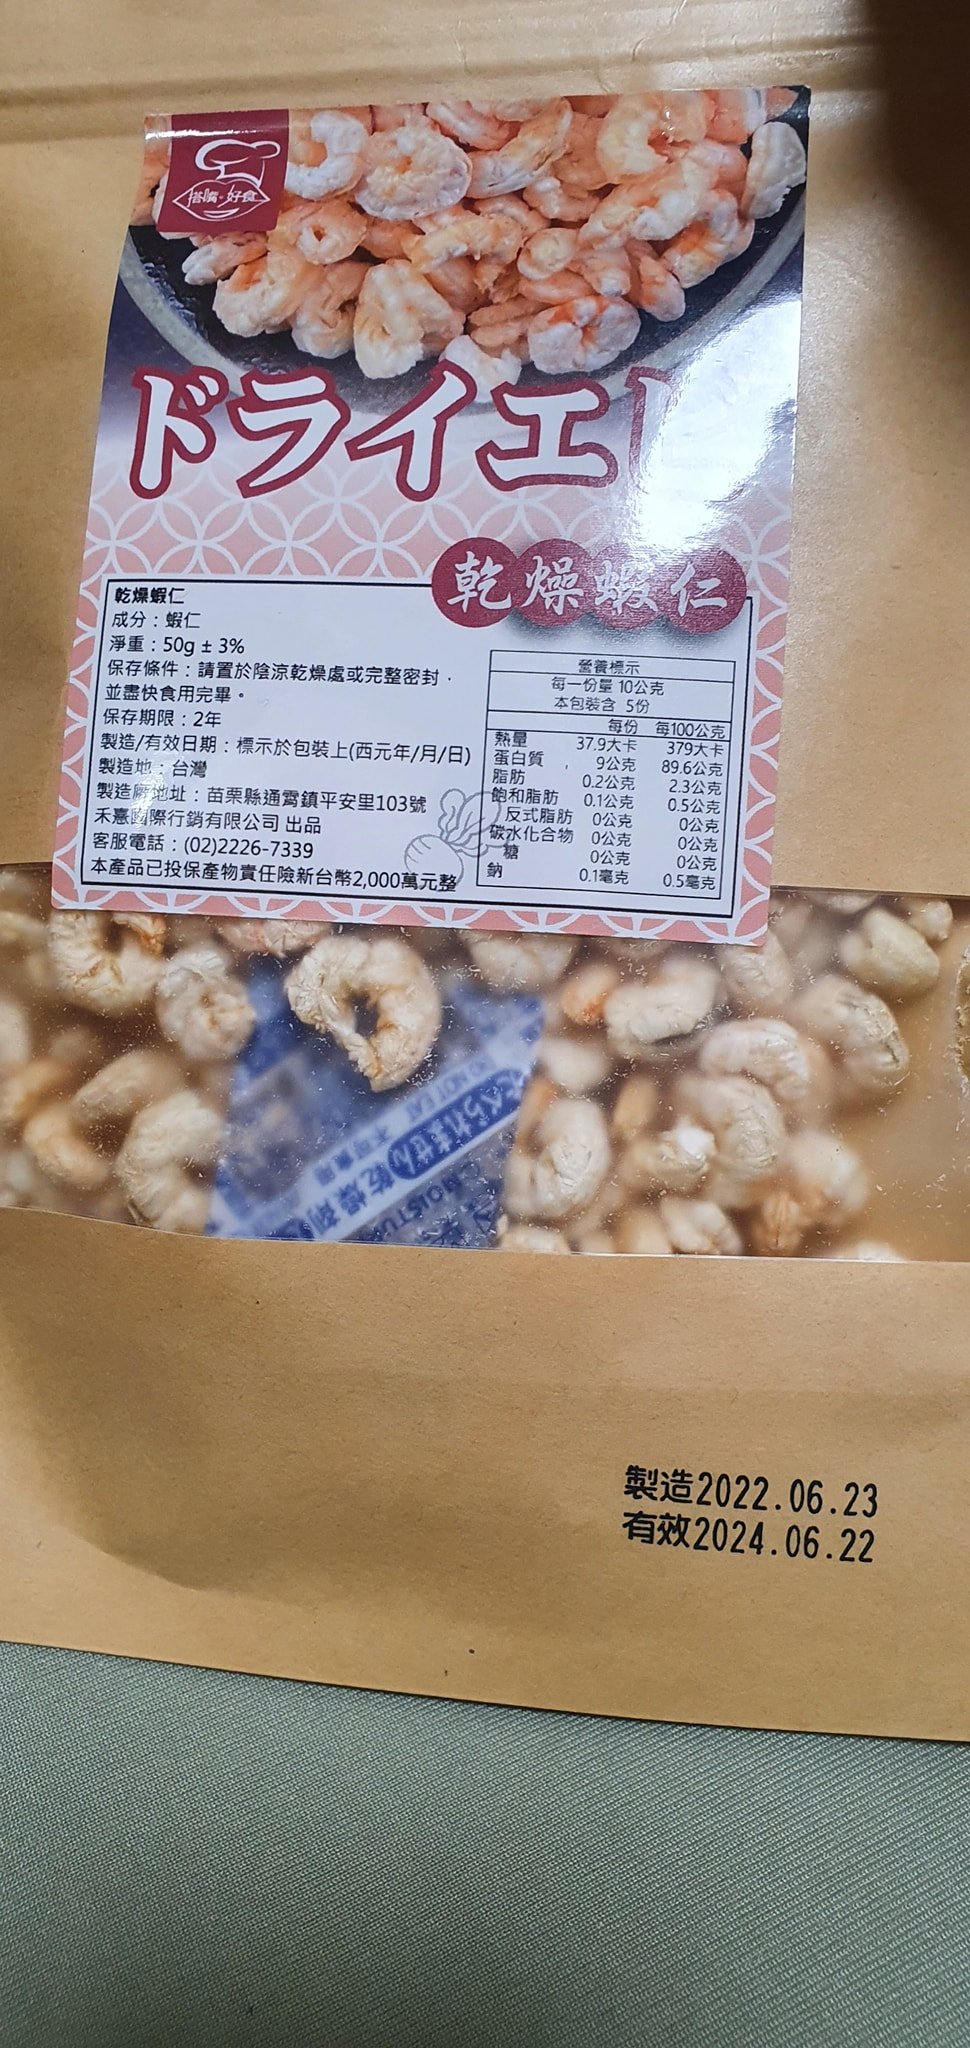 搭嘴·好食
ドライエ
乾燥蝦仁
乾燥蝦仁
成分：蝦仁
淨重：50g ± 3%
保存條件：請置於陰涼乾燥處或完整密封，
並盡快食用完畢。
保存期限：2年
製造/有效日期：標示於包裝上(西元年/月/日)
製造地：台灣
製造廠地址：苗栗縣通霄鎮平安里103號
禾憙國際行銷有限公司 出品
客服電話：(02)2226-7339
本產品已投保產物責任險新台幣2,000萬元整
營養標示
每一份量 10公克
本包裝含 5份
每份 每100公克
熱量 37.9大卡 379大卡
蛋白質 9公克 89.6公克
脂肪 0.2公克 2.3公克
飽和脂肪 0.1公克 0.5公克
反式脂肪 0公克 0公克
碳水化合物 0公克 0公克
糖 0公克 0公克
鈉 0.1毫克 0.5毫克
DO NOT EAT
不可食用
乾燥劑
製造2022.06.23
有效2024.06.22